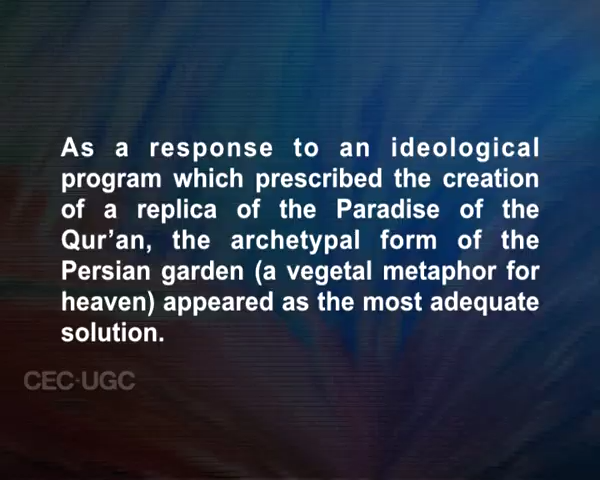 As a response to an ideological
program which prescribed the creation
of a replica of the Paradise of the
Qur'an, the archetypal form of the
Persian garden (a vegetal metaphor for
heaven) appeared as the most adequate
solution.
CEC-UGC